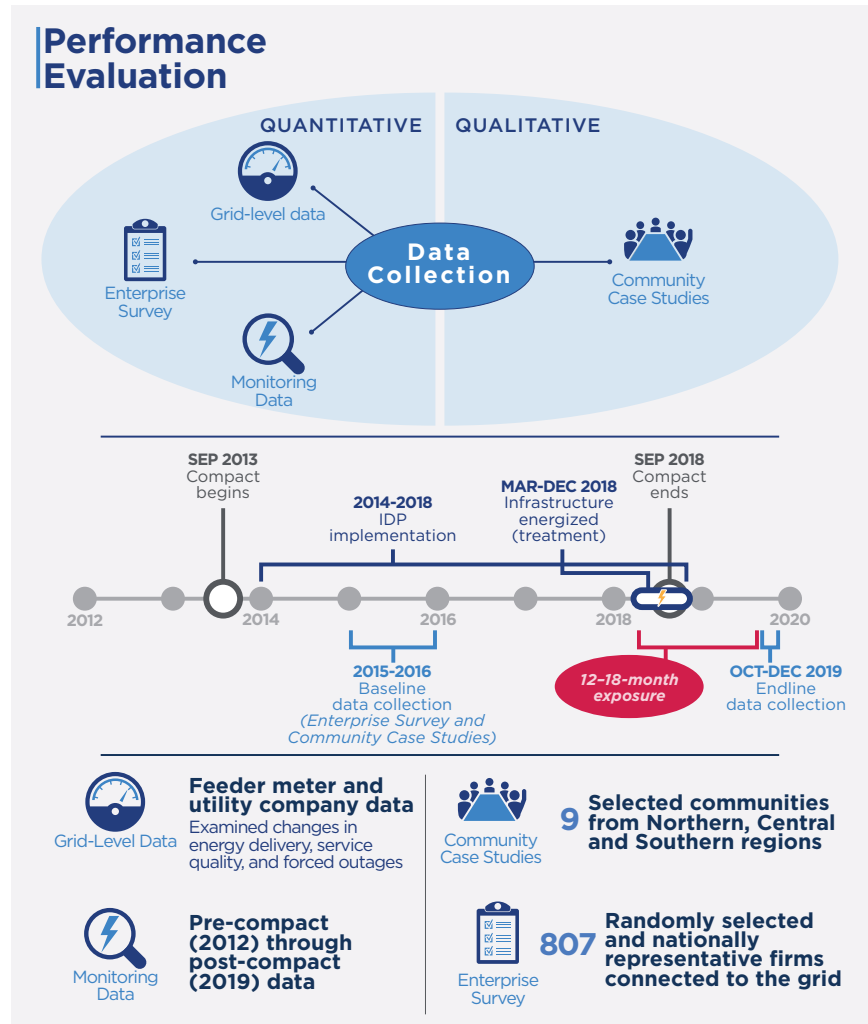 Performance
Evaluation
QUANTITATIVE
QUALITATIVE
Grid-level data
Enterprise
Survey
Monitoring
Data
Data
Collection
Community
Case Studies
SEP 2013
Compact
begins
2014-2018
IDP
implementation
MAR-DEC 2018
Infrastructure
energized
(treatment)
SEP 2018
Compact
ends
2012
2014
2016
2018
2020
2015-2016
Baseline
data collection
(Enterprise Survey and
Community Case Studies)
12–18-month
exposure
OCT-DEC 2019
Endline
data collection
Grid-Level Data
Feeder meter and
utility company data
Examined changes in
energy delivery, service
quality, and forced outages
Community
Case Studies
9 Selected communities
from Northern, Central
and Southern regions
Monitoring
Data
Pre-compact
(2012) through
post-compact
(2019) data
Enterprise
Survey
807 Randomly selected
and nationally
representative firms
connected to the grid